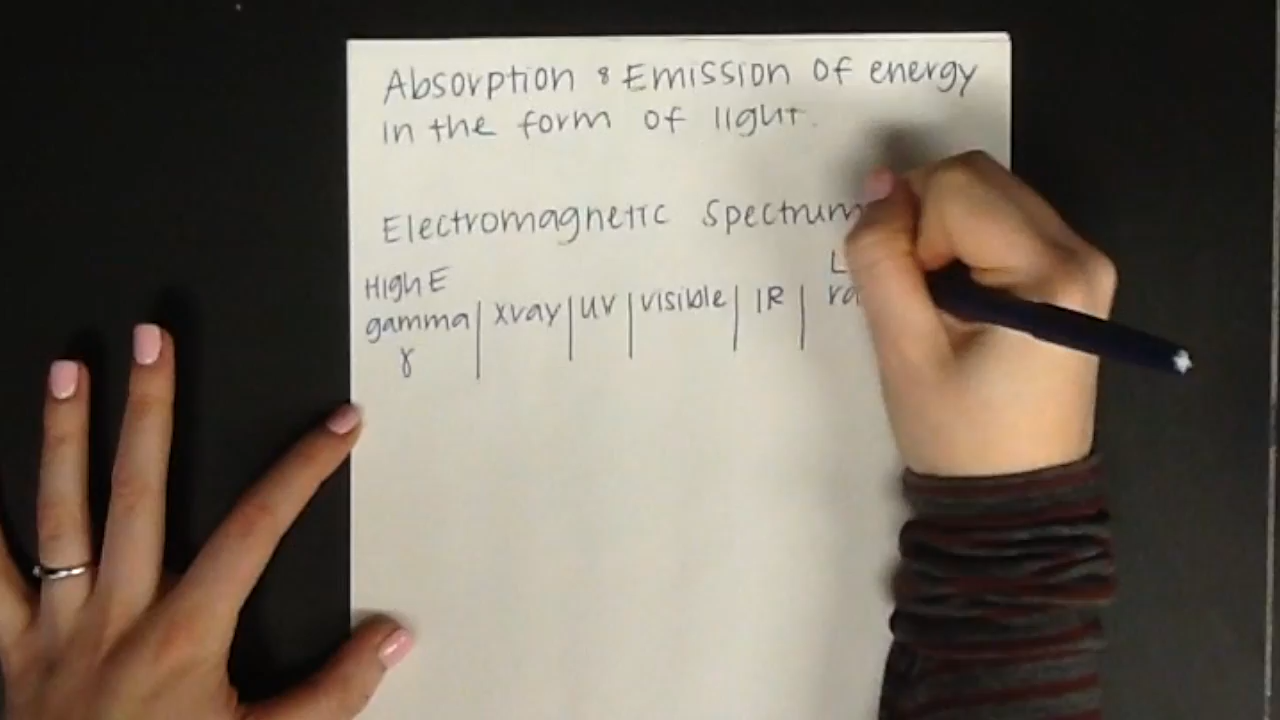 Absorption & Emission of energy
in the form of light.
Electromagnetic Spectrum
High E
gamma | xray | UV | visible | IR |
γ